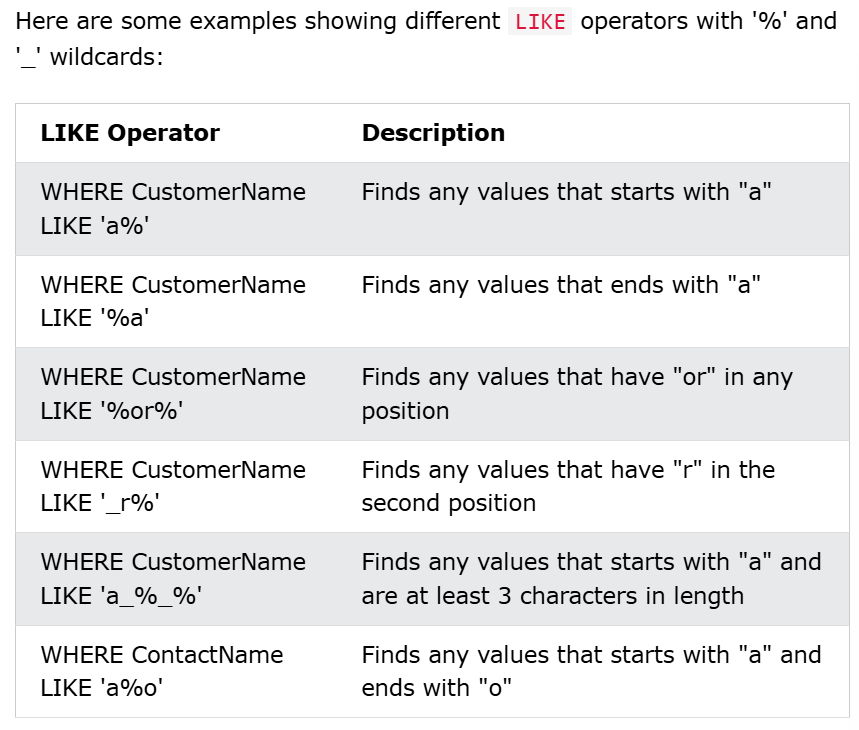 Here are some examples showing different LIKE operators with '%' and
'_' wildcards:
LIKE Operator Description
WHERE CustomerName Finds any values that starts with "a"
LIKE 'a%'
WHERE CustomerName Finds any values that ends with "a"
LIKE '%a'
WHERE CustomerName Finds any values that have "or" in any
LIKE '%or%' position
WHERE CustomerName Finds any values that have "r" in the
LIKE '_r%' second position
WHERE CustomerName Finds any values that starts with "a" and
LIKE 'a_%_%' are at least 3 characters in length
WHERE ContactName Finds any values that starts with "a" and
LIKE 'a%o' ends with "o"